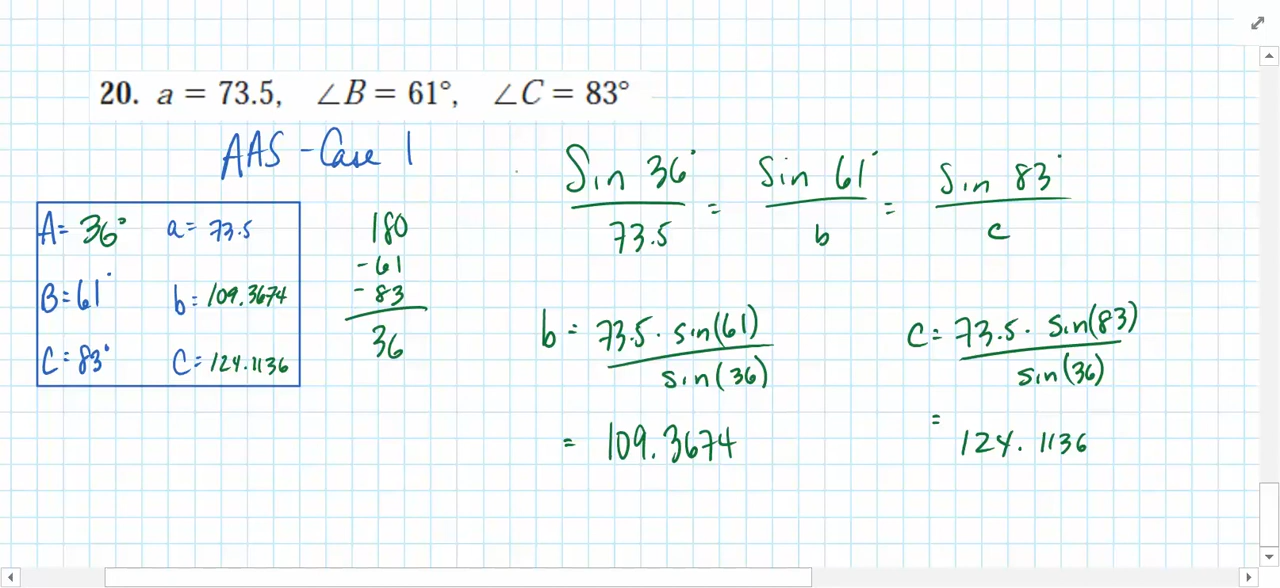 20. a = 73.5, ∠B = 61°, ∠C = 83°
AAS - Case 1
A = 36° a = 73.5
B = 61° b = 109.3674
C = 83° C = 124.1136
180
- 61
- 83
36
Sin 36° / 73.5 = Sin 61° / b = Sin 83° / c
b = 73.5 · sin(61) / sin(36)
= 109.3674
C = 73.5 · sin(83) / sin(36)
= 124.1136